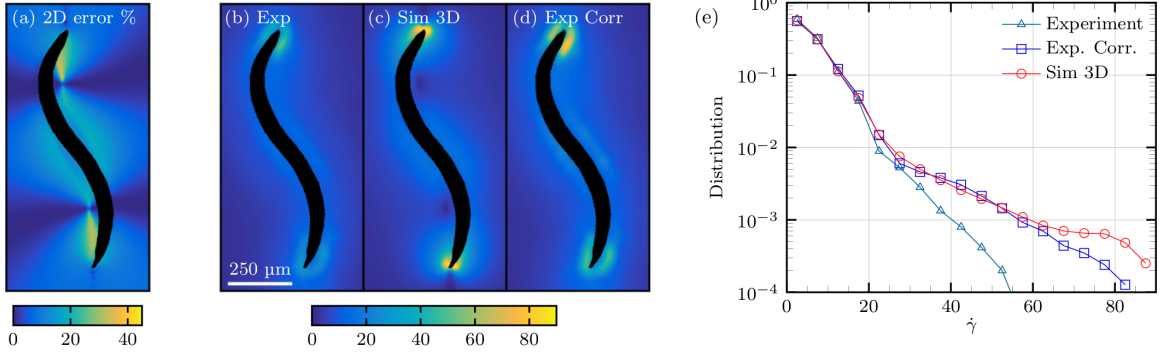 (a) 2D error %
(b) Exp
(c) Sim 3D
(d) Exp Corr
250 µm
0 20 40
0 20 40 60 80
(e)
Experiment
Exp. Corr.
Sim 3D
Distribution
10⁰
10⁻¹
10⁻²
10⁻³
10⁻⁴
0 20 40 60 80
γ̇